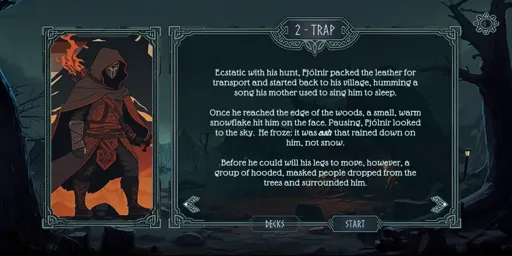 2 - TRAP
Ecstatic with his hunt, Fjólnir packed the leather for
transport and started back to his village, humming a
song his mother used to sing him to sleep.
Once he reached the edge of the woods, a small, warm
snowflake hit him on the face. Pausing, Fjólnir looked
to the sky. He froze: it was ash that rained down on
him, not snow.
Before he could will his legs to move, however, a
group of hooded, masked people dropped from the
trees and surrounded him.
DECKS
START